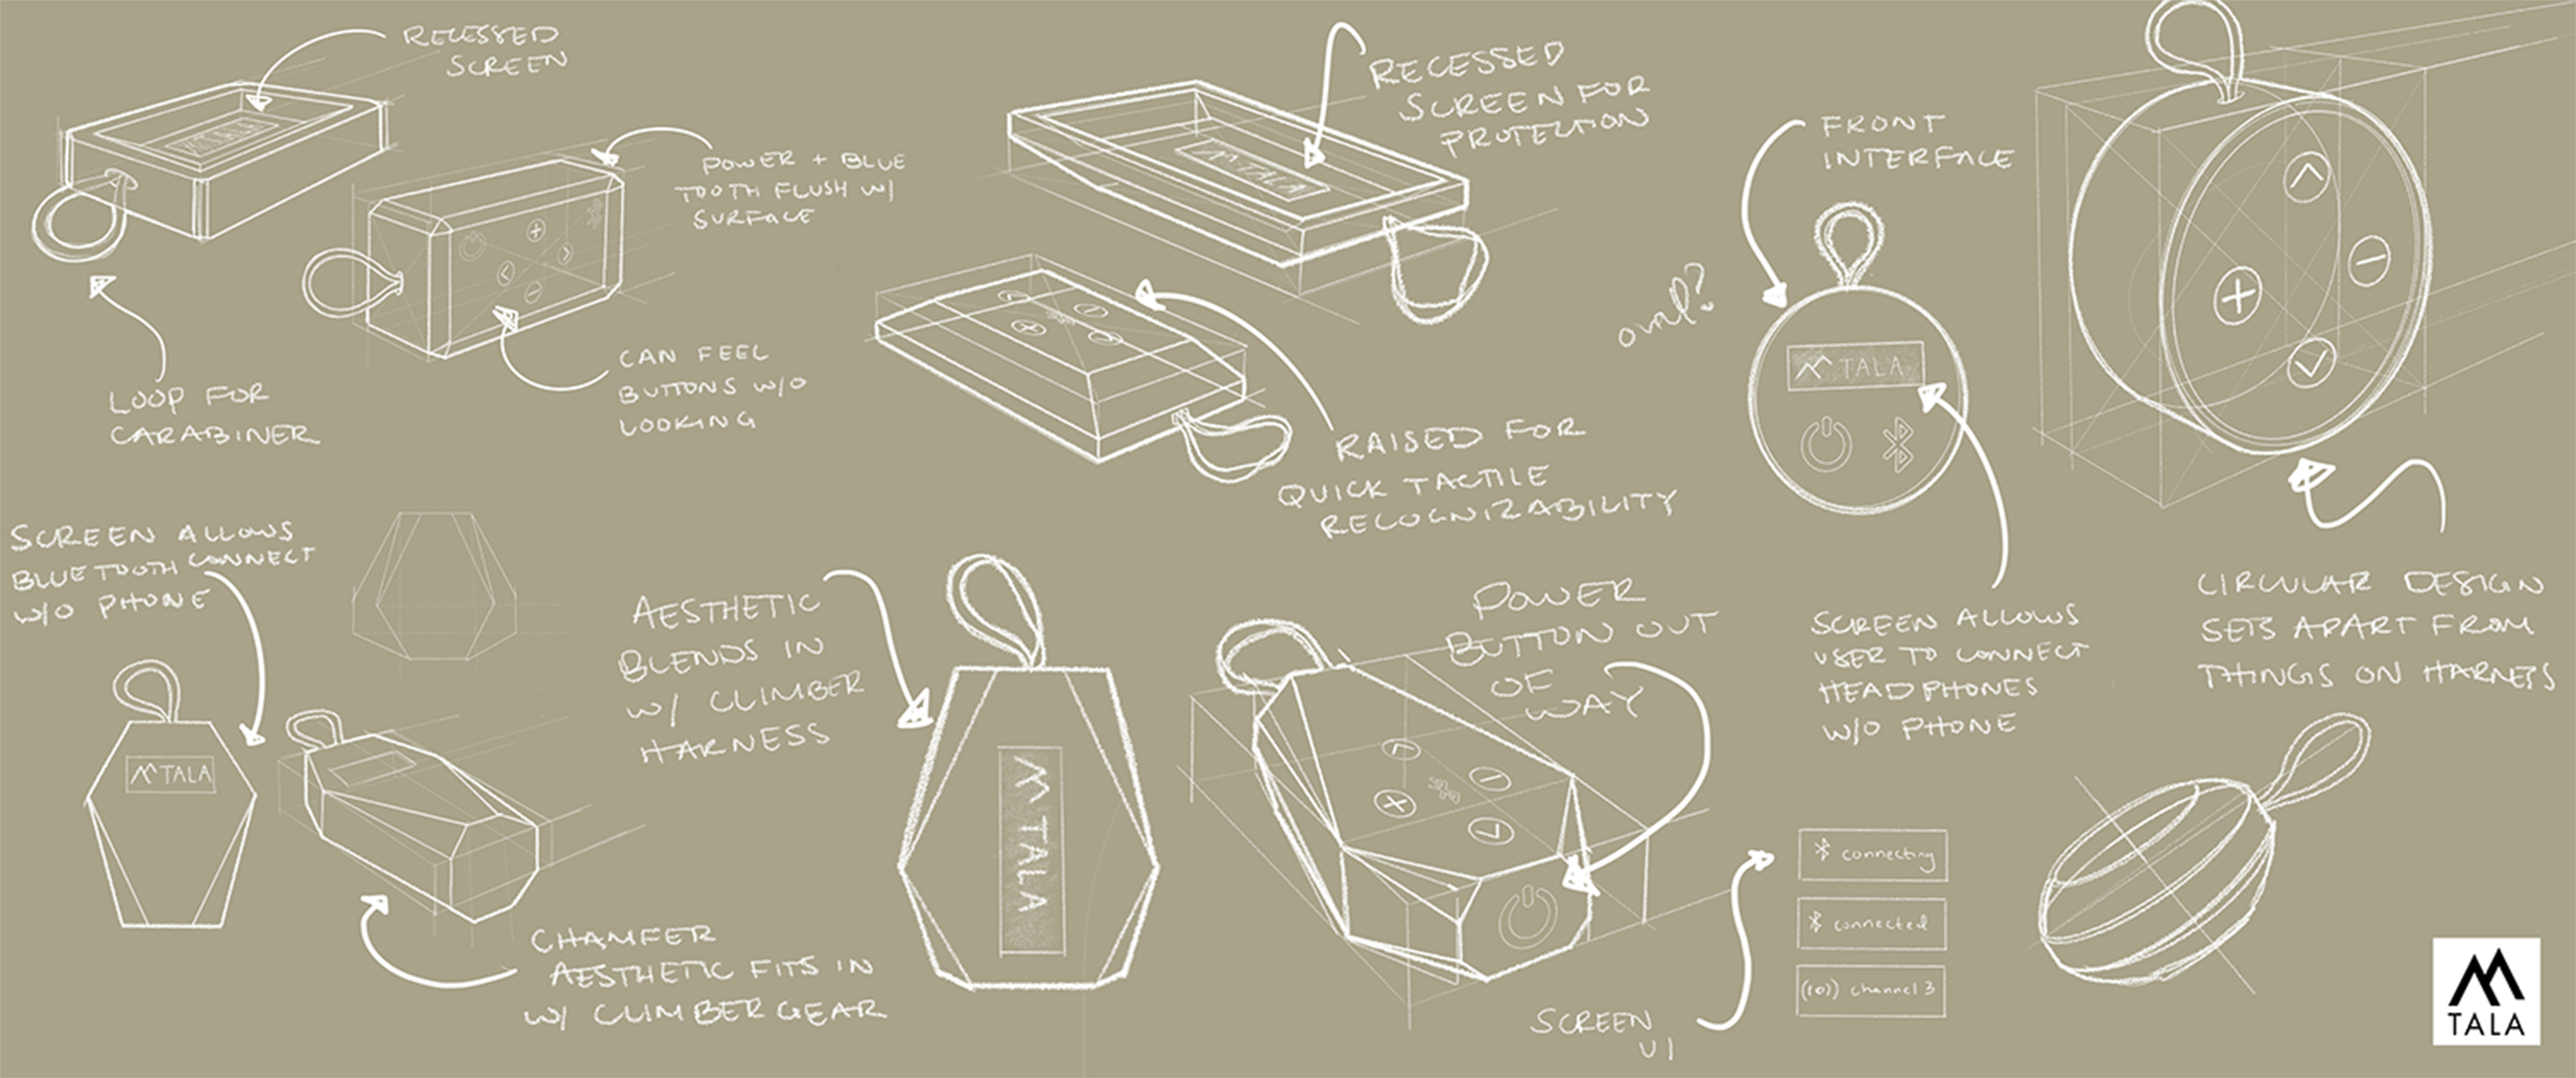 RECESSED
SCREEN
TALA
POWER + BLUE
TOOTH FLUSH W/
SURFACE
LOOP FOR
CARABINER
CAN FEEL
BUTTONS W/O
LOOKING
RECESSED
SCREEN FOR
PROTECTION
TALA
RAISED FOR
QUICK TACTILE
RECOGNIZABILITY
FRONT
INTERFACE
oval?
TALA
SCREEN ALLOWS
USER TO CONNECT
HEADPHONES
W/O PHONE
CIRCULAR DESIGN
SETS APART FROM
THINGS ON HARNESS
SCREEN ALLOWS
BLUETOOTH CONNECT
W/O PHONE
TALA
CHAMFER
AESTHETIC FITS IN
W/ CLIMBER GEAR
AESTHETIC
BLENDS IN
W/ CLIMBER
HARNESS
TALA
POWER
BUTTON OUT
OF
WAY
SCREEN
UI
connecting
connected
((o)) channel 3
TALA